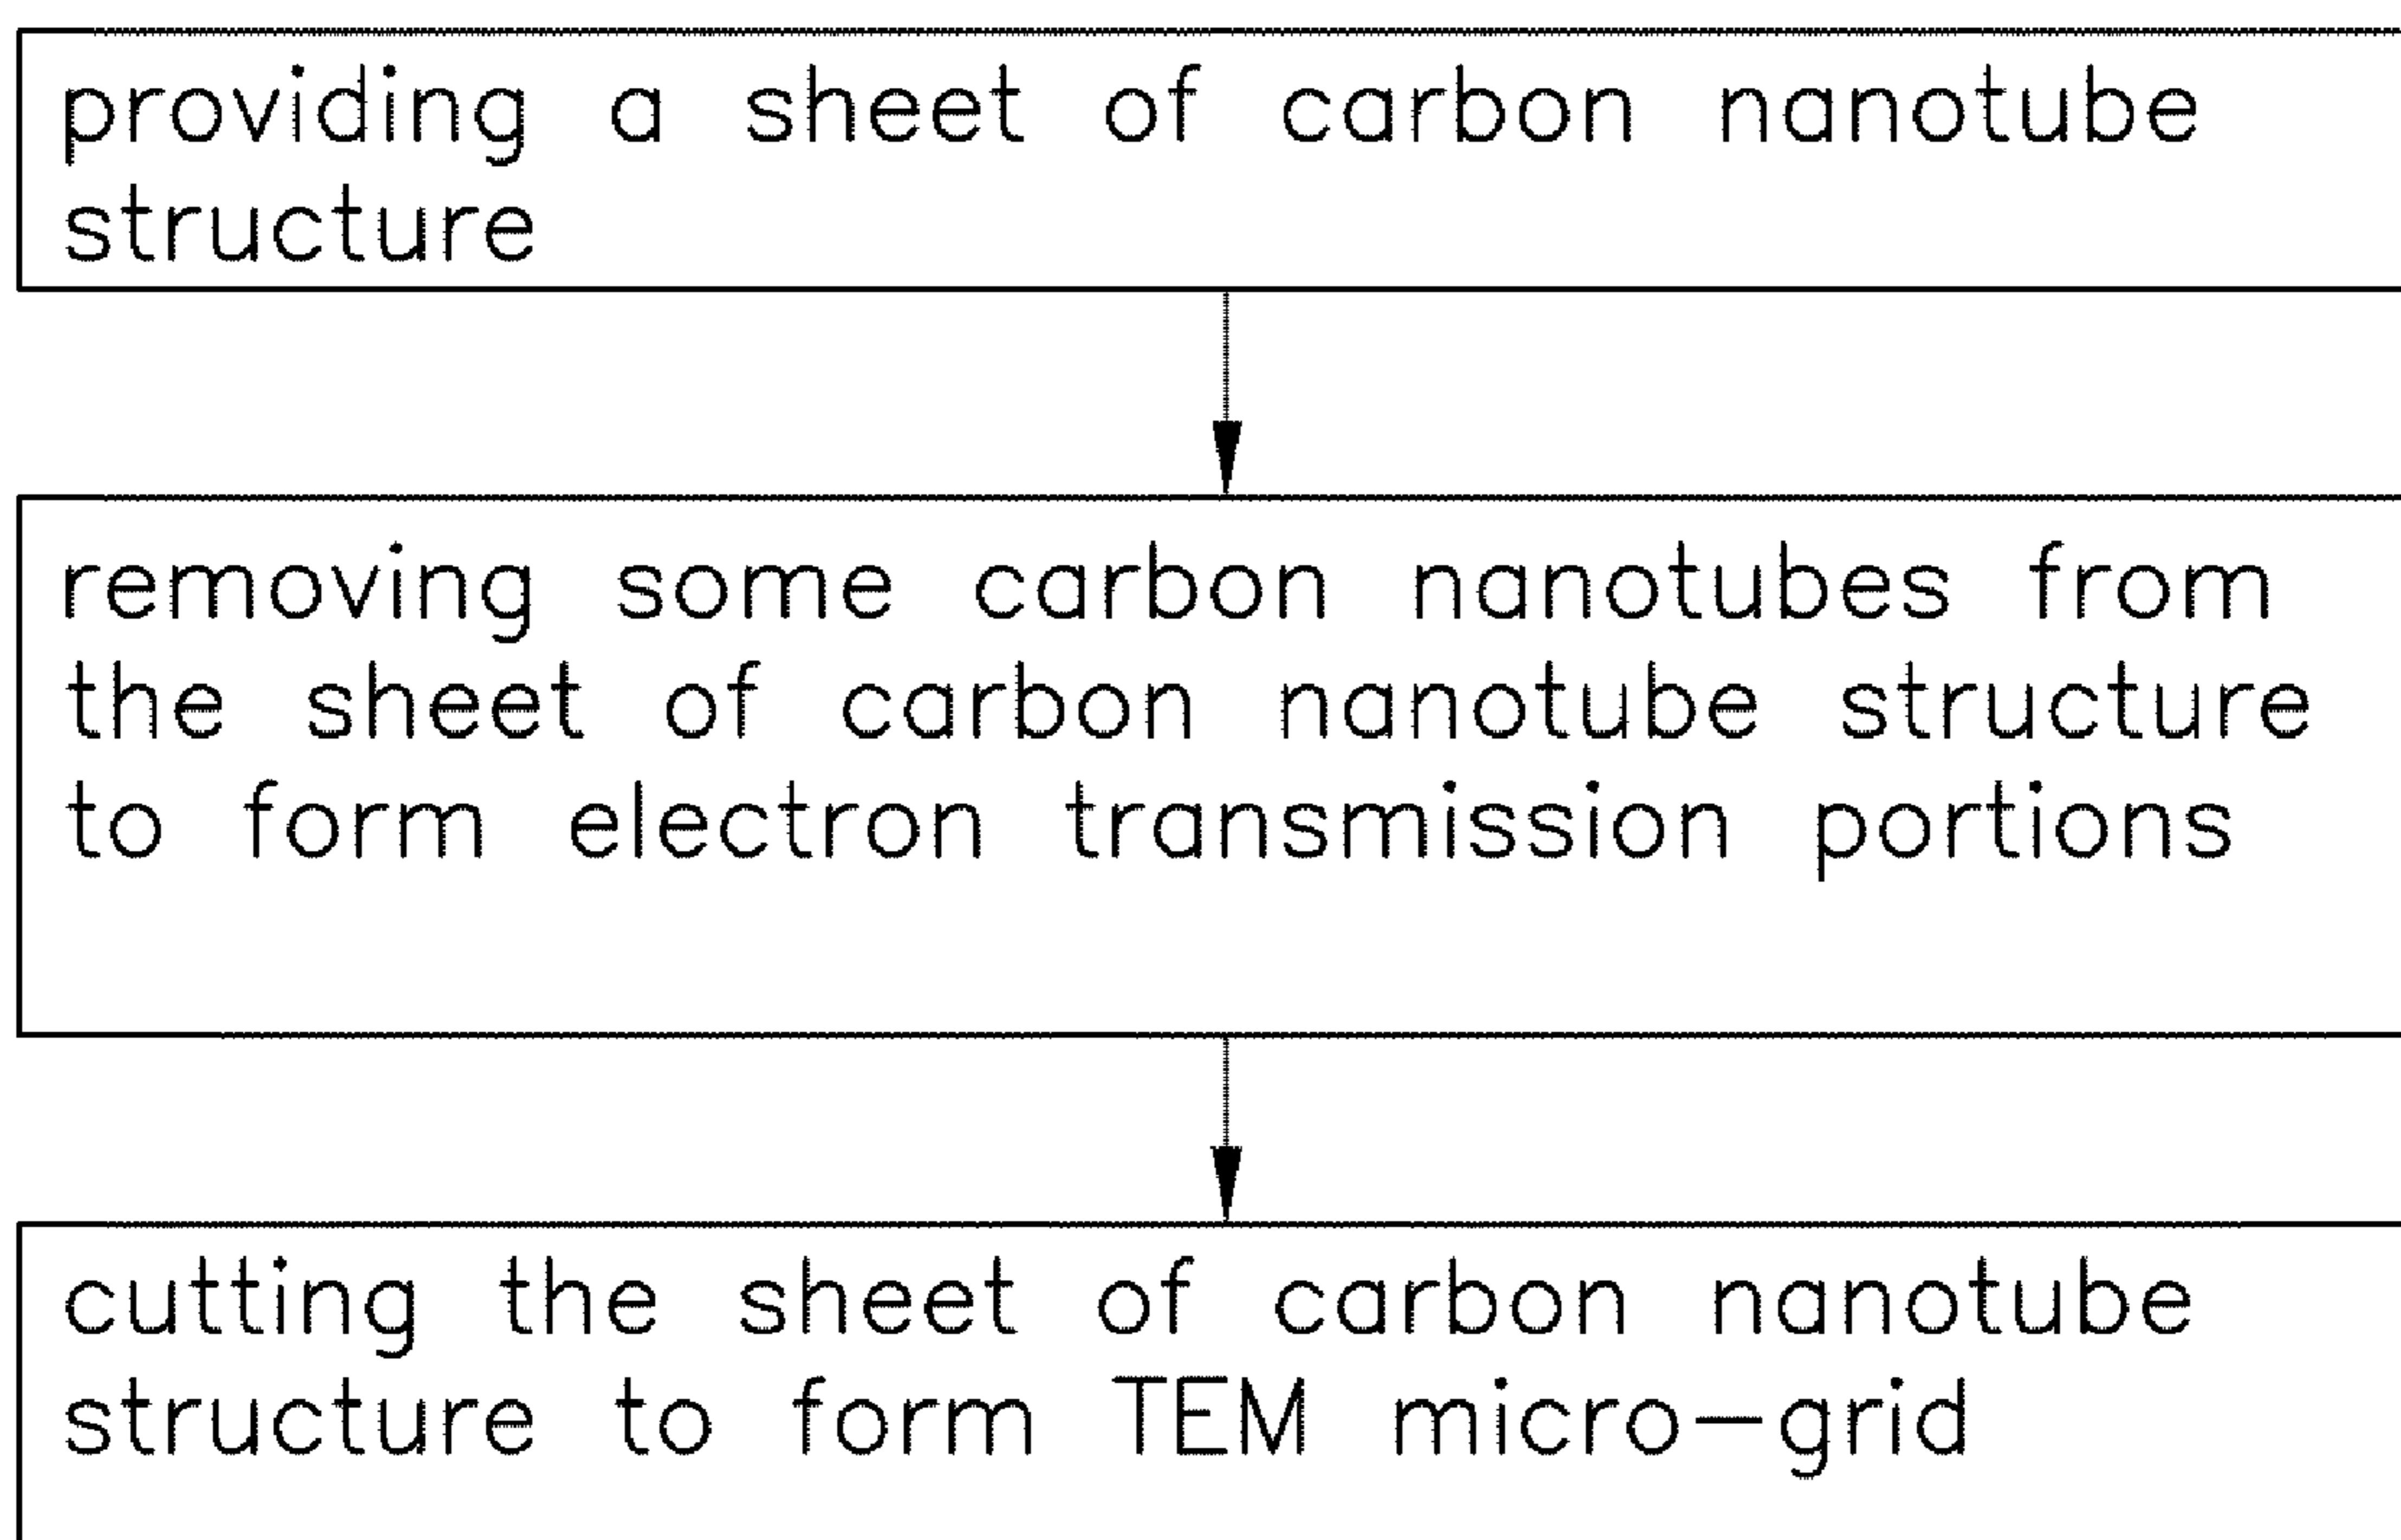 providing a sheet of carbon nanotube
structure
removing some carbon nanotubes from
the sheet of carbon nanotube structure
to form electron transmission portions
cutting the sheet of carbon nanotube
structure to form TEM micro-grid